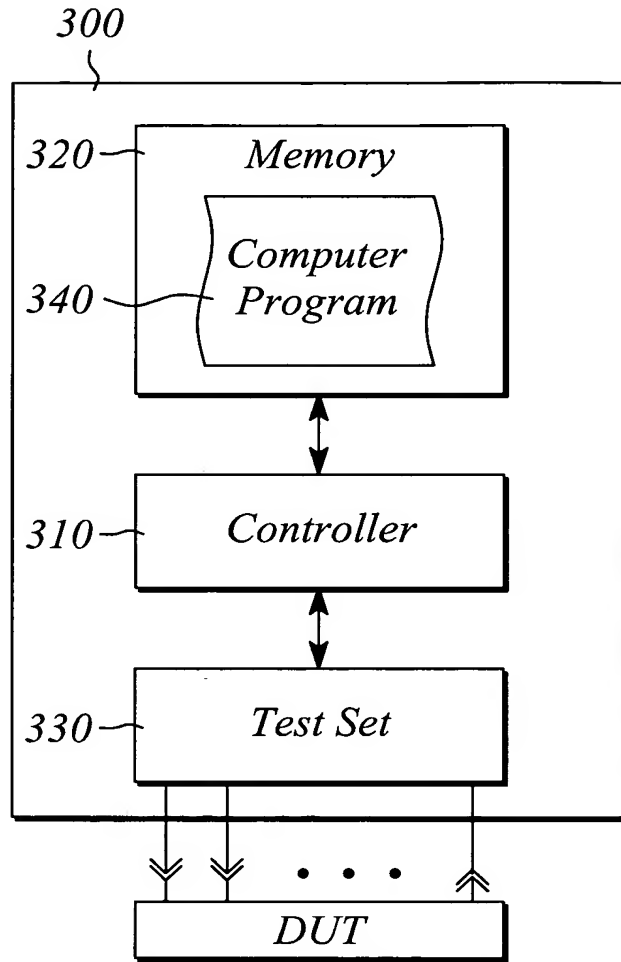 300
320
Memory
Computer
Program
340
310
Controller
330
Test Set
DUT